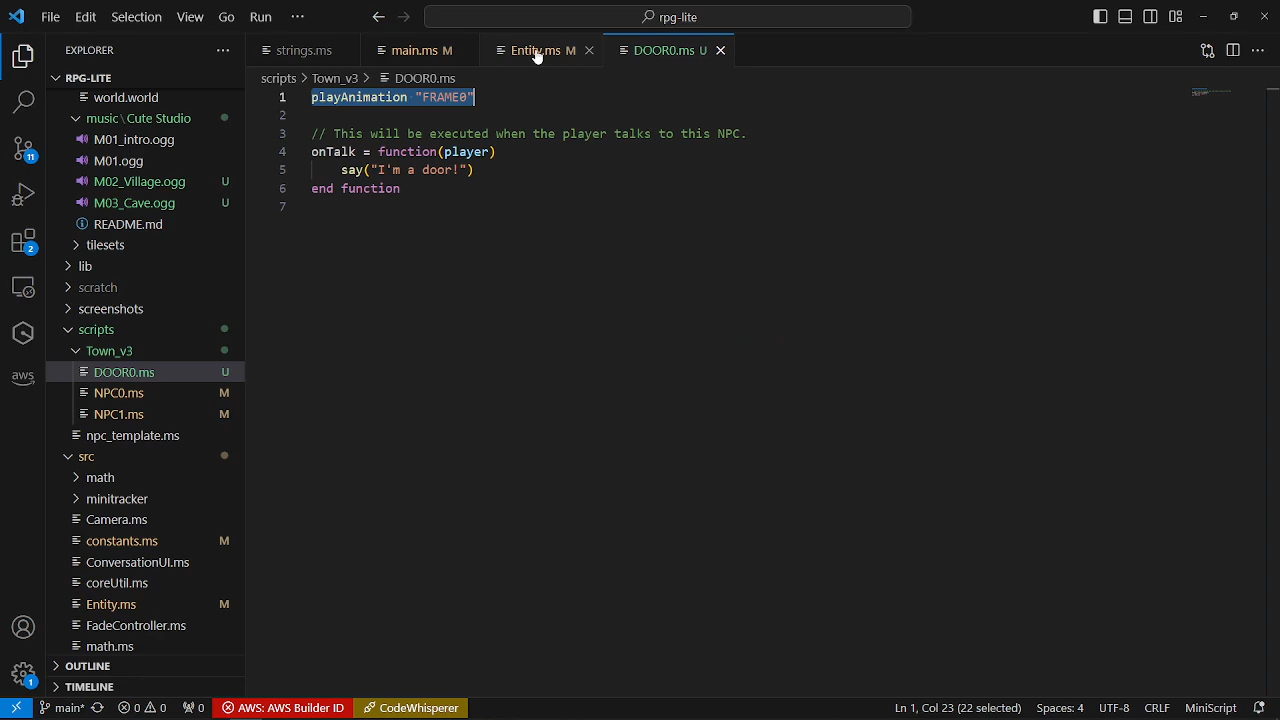 File Edit Selection View Go Run ··· rpg-lite
EXPLORER ···
strings.ms main.ms M Entity.ms M DOOR0.ms U
RPG-LITE
scripts > Town_v3 > DOOR0.ms
world.world
music \ Cute Studio
M01_intro.ogg
M01.ogg
M02_Village.ogg U
M03_Cave.ogg U
README.md
tilesets
lib
scratch
screenshots
scripts
Town_v3
DOOR0.ms U
NPC0.ms M
NPC1.ms M
npc_template.ms
src
math
minitracker
Camera.ms
constants.ms M
ConversationUI.ms
coreUtil.ms
Entity.ms M
FadeController.ms
math.ms
OUTLINE
TIMELINE
11
2
aws
1
1 playAnimation "FRAME0"
2
3 // This will be executed when the player talks to this NPC.
4 onTalk = function(player)
5 say("I'm a door!")
6 end function
7
main* 0 0 0 AWS: AWS Builder ID CodeWhisperer Ln 1, Col 23 (22 selected) Spaces: 4 UTF-8 CRLF MiniScript